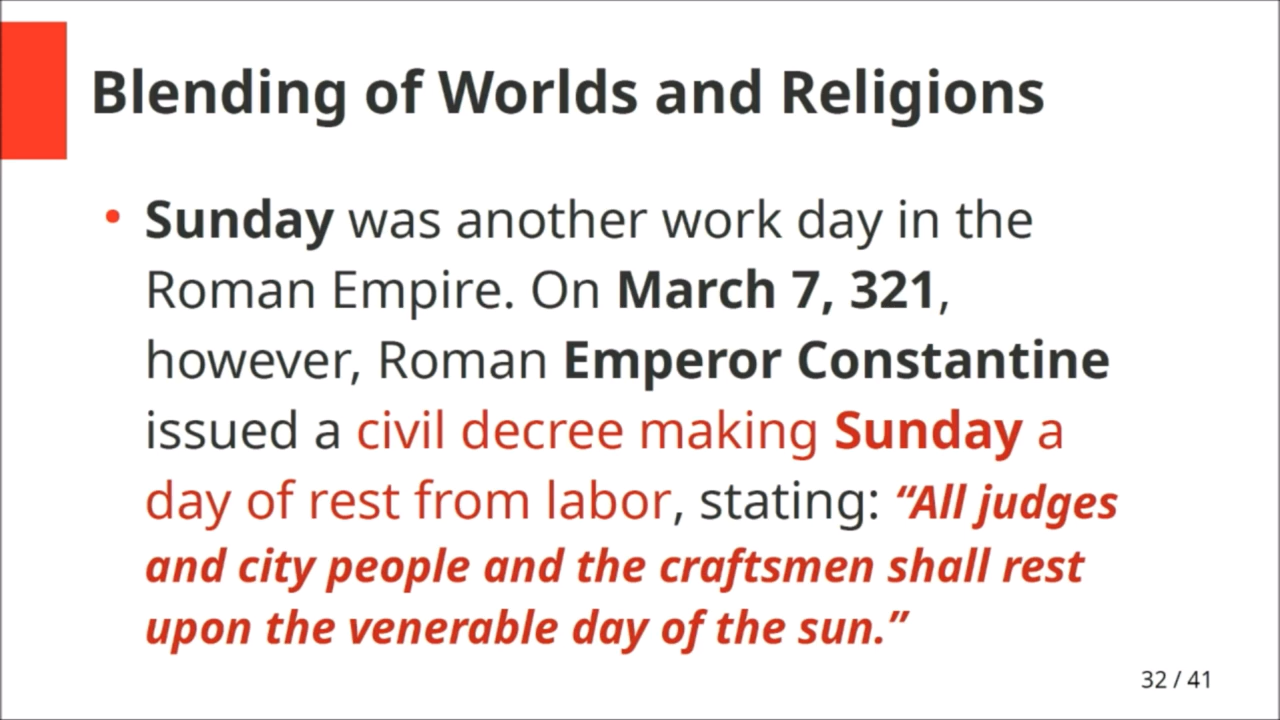 Blending of Worlds and Religions
• Sunday was another work day in the
Roman Empire. On March 7, 321,
however, Roman Emperor Constantine
issued a civil decree making Sunday a
day of rest from labor, stating: “All judges
and city people and the craftsmen shall rest
upon the venerable day of the sun.”
32 / 41